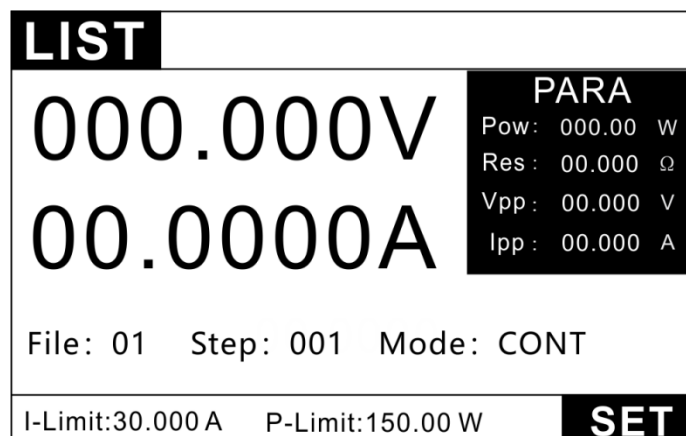 LIST
000.000V
00.0000A
PARA
Pow: 000.00 W
Res: 00.000 Ω
Vpp: 00.000 V
Ipp: 00.000 A
File: 01 Step: 001 Mode: CONT
I-Limit:30.000 A P-Limit:150.00 W SET